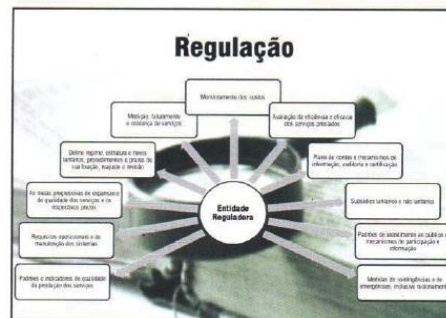 Regulação
Monitoramento dos custos
Medição, faturamento
e cobrança de serviços
Avaliação da eficiência e eficácia
dos serviços prestados
Define regime, estrutura e níveis
tarifários, procedimentos e prazos de
sua fixação, reajuste e revisão
Plano de contas e mecanismos de
informação, auditoria e certificação
As metas progressivas de expansão e
de qualidade dos serviços e os
respectivos prazos
Subsídios tarifários e não tarifários
Entidade
Reguladora
Requisitos operacionais e de
manutenção dos sistemas
Padrões de atendimento ao público e
mecanismos de participação e
informação
Padrões e indicadores de qualidade
da prestação dos serviços
Medidas de contingências e de
emergências, inclusive racionamento